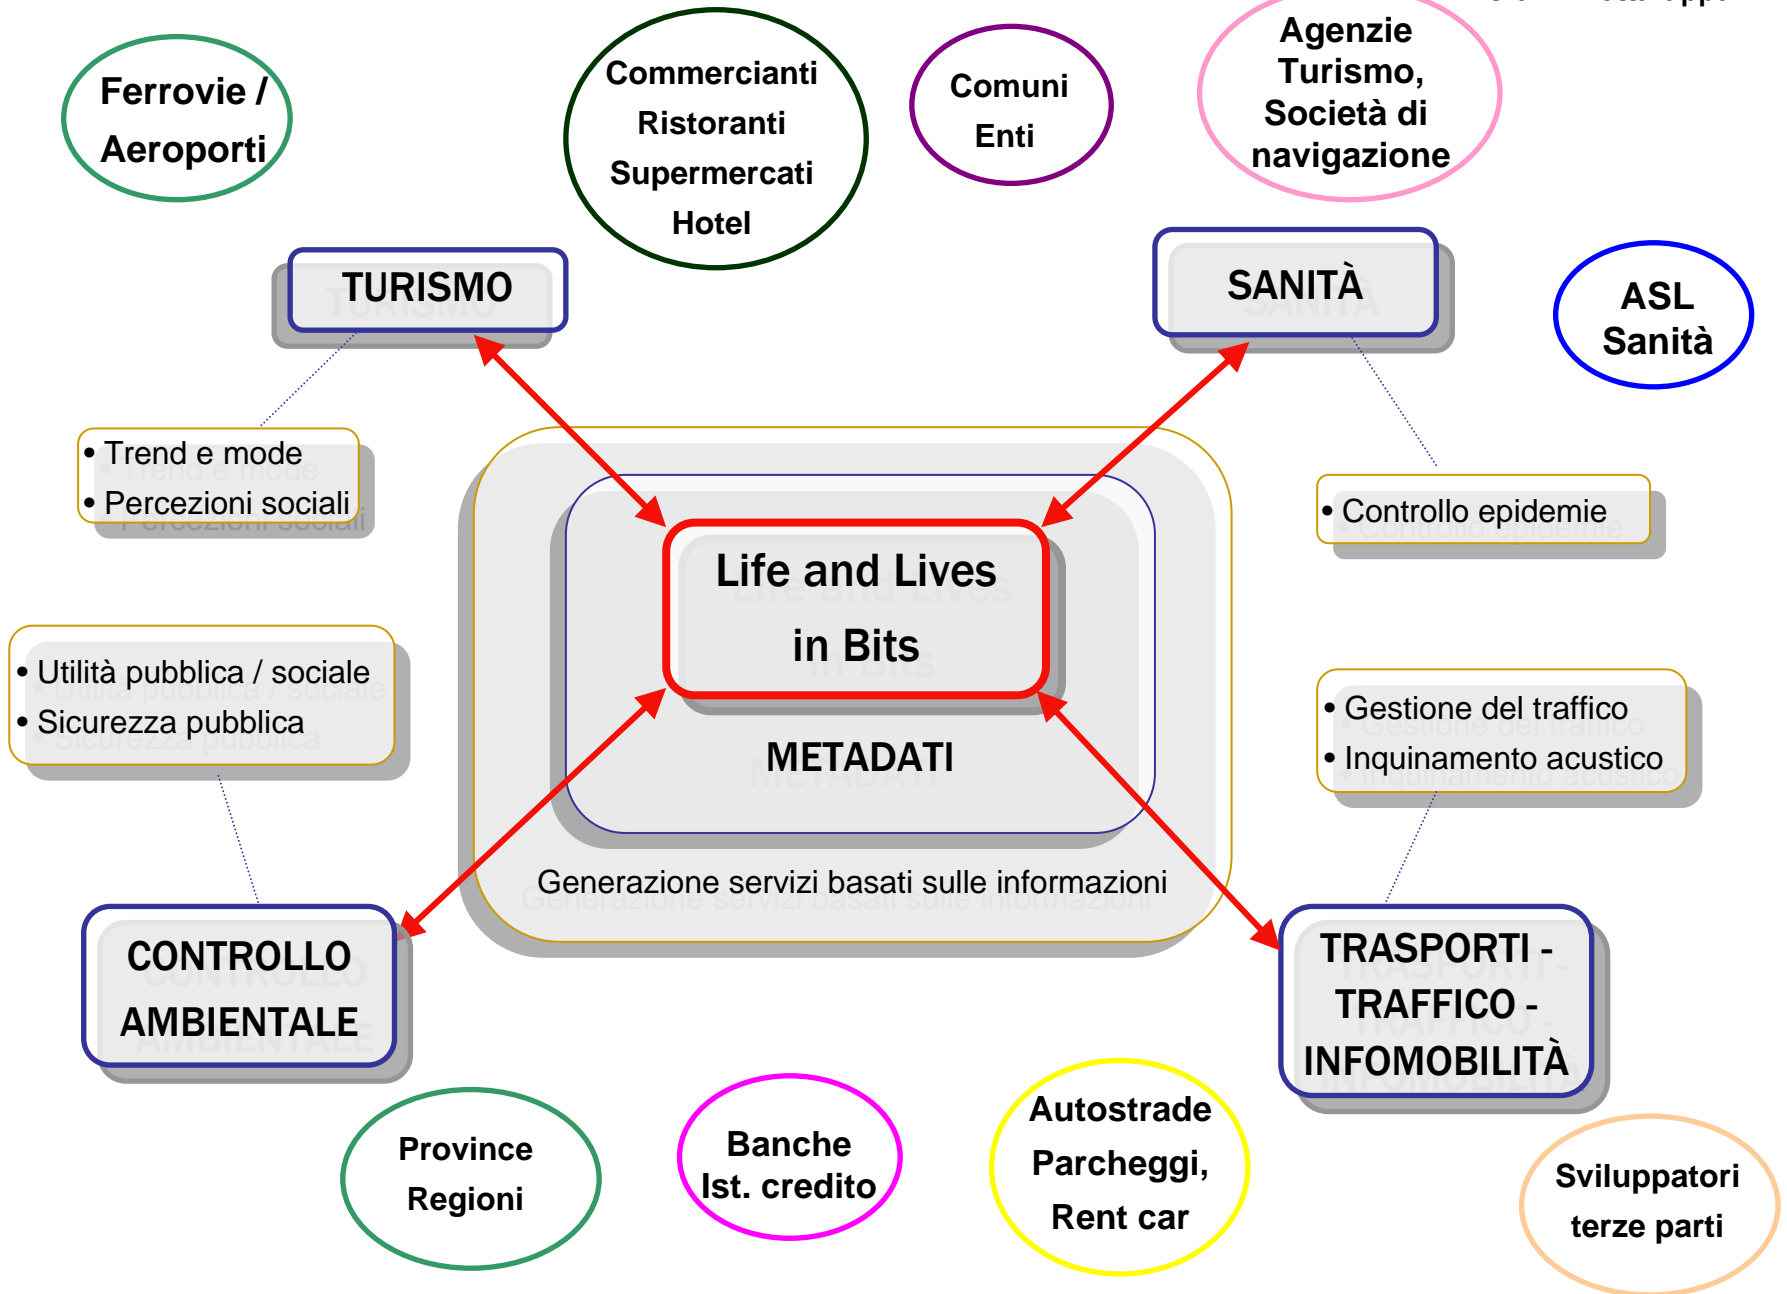 Agenzie
Turismo,
Società di
navigazione
Ferrovie /
Aeroporti
Commercianti
Ristoranti
Supermercati
Hotel
Comuni
Enti
TURISMO
SANITÀ
ASL
Sanità
• Trend e mode
• Percezioni sociali
• Controllo epidemie
Life and Lives
in Bits
• Utilità pubblica / sociale
• Sicurezza pubblica
• Gestione del traffico
• Inquinamento acustico
METADATI
Generazione servizi basati sulle informazioni
CONTROLLO
AMBIENTALE
TRASPORTI -
TRAFFICO -
INFOMOBILITÀ
Province
Regioni
Banche
Ist. credito
Autostrade
Parcheggi,
Rent car
Sviluppatori
terze parti